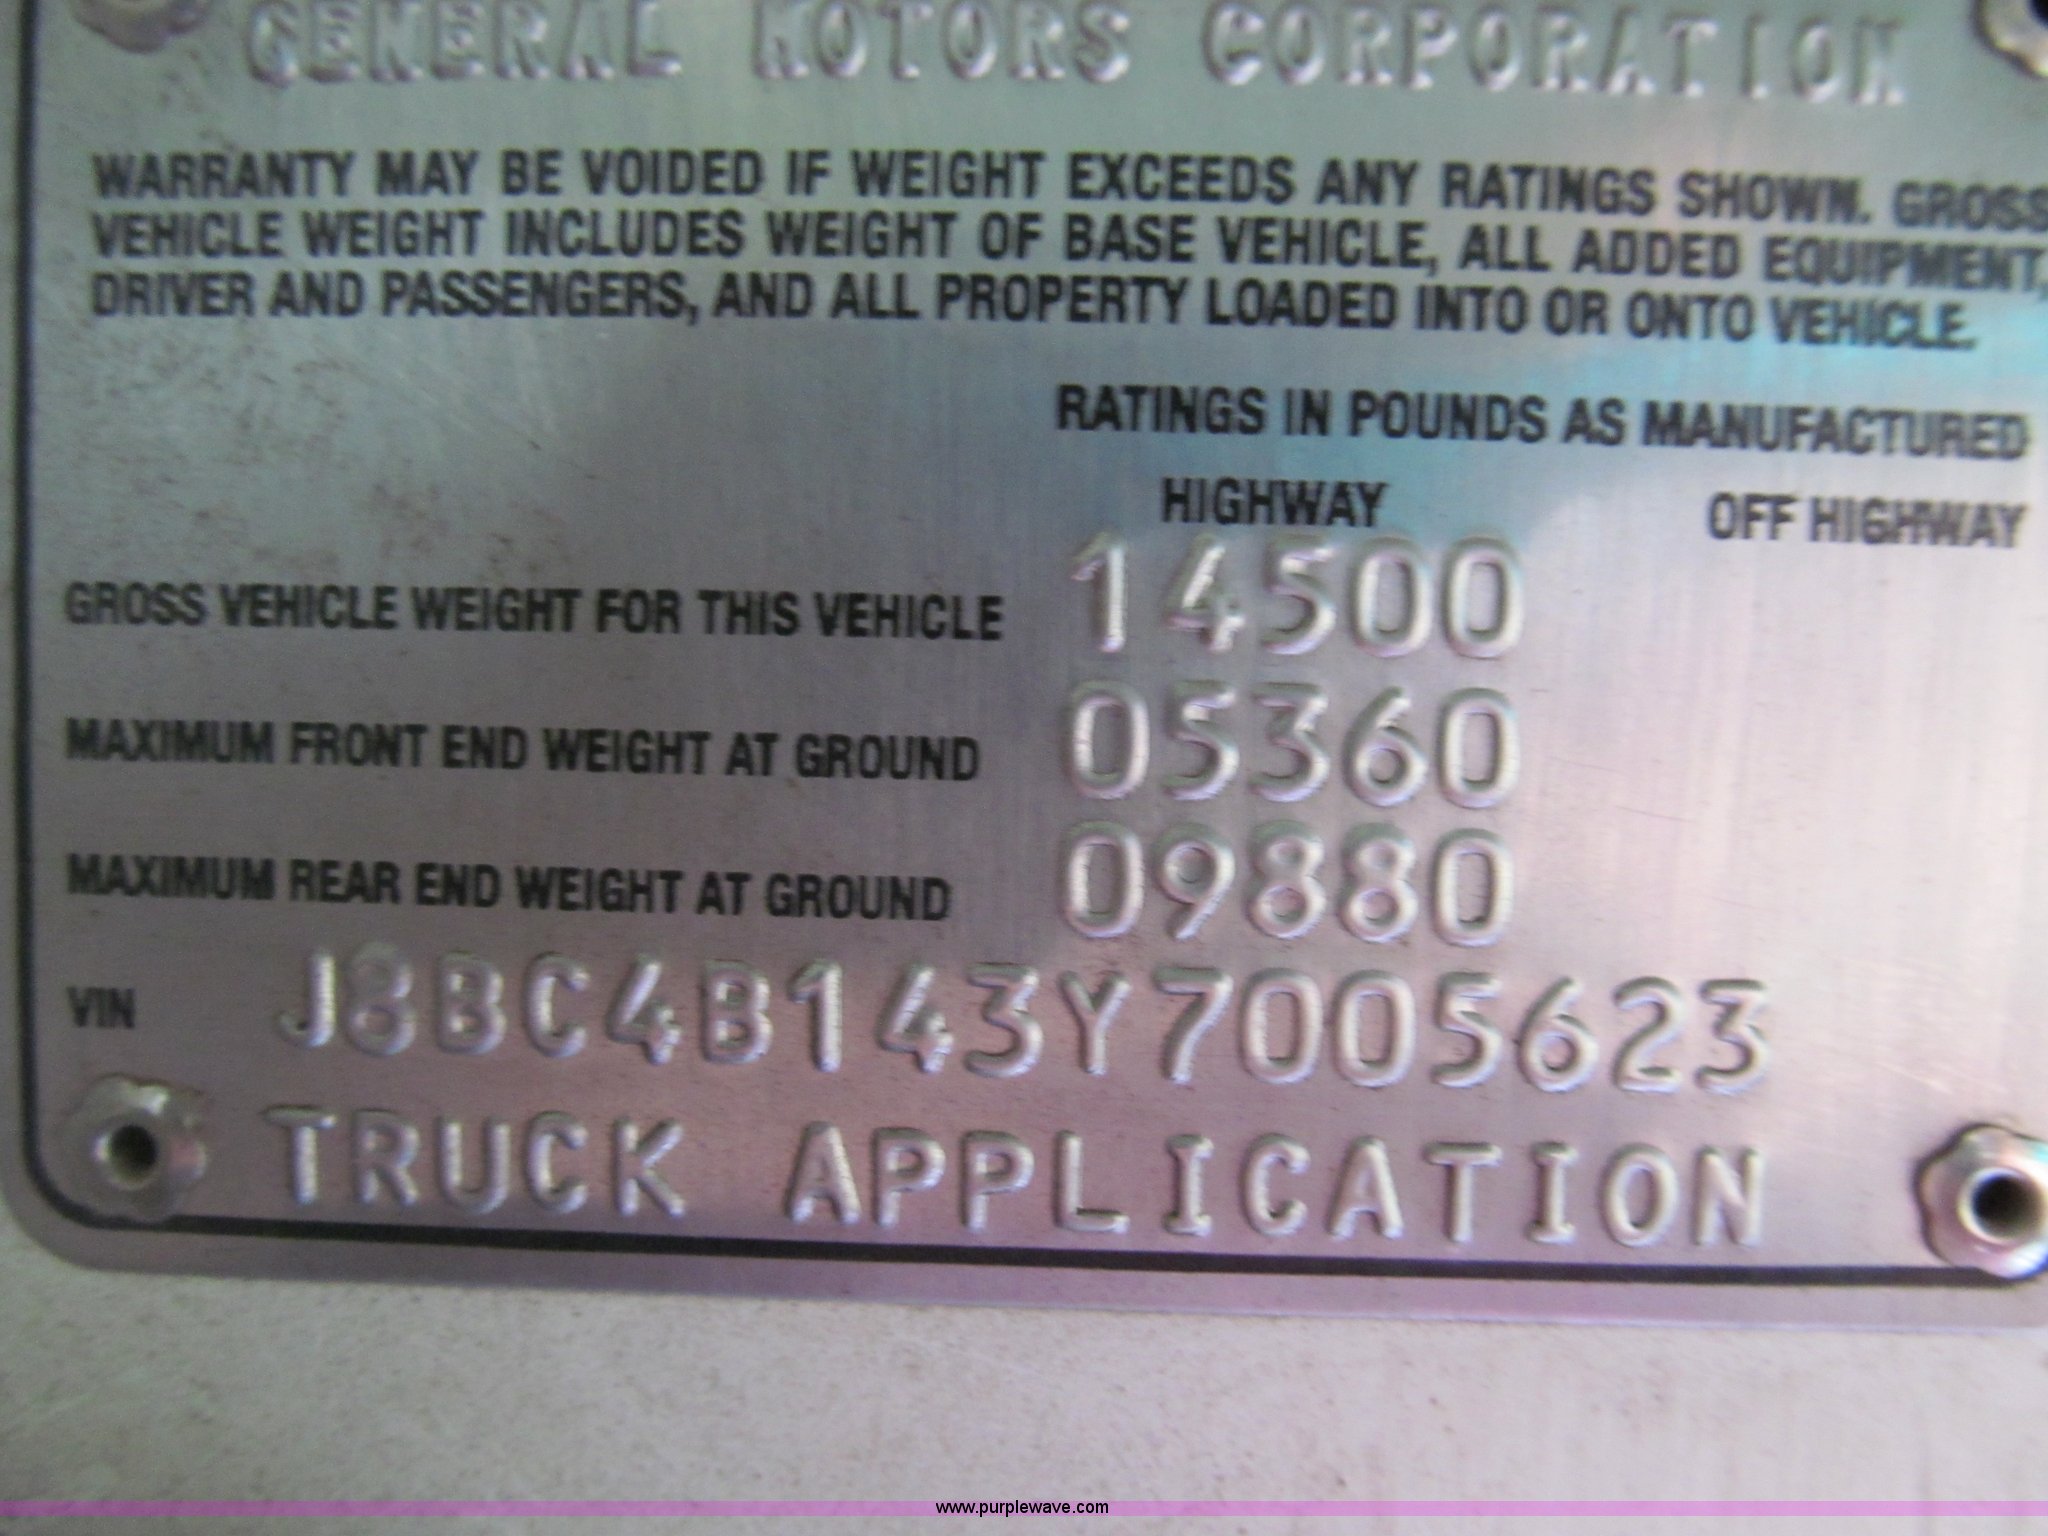 GENERAL MOTORS CORPORATION
WARRANTY MAY BE VOIDED IF WEIGHT EXCEEDS ANY RATINGS SHOWN. GROSS
VEHICLE WEIGHT INCLUDES WEIGHT OF BASE VEHICLE, ALL ADDED EQUIPMENT,
DRIVER AND PASSENGERS, AND ALL PROPERTY LOADED INTO OR ONTO VEHICLE.
RATINGS IN POUNDS AS MANUFACTURED
HIGHWAY OFF HIGHWAY
GROSS VEHICLE WEIGHT FOR THIS VEHICLE 14500
MAXIMUM FRONT END WEIGHT AT GROUND 05360
MAXIMUM REAR END WEIGHT AT GROUND 09880
VIN J8BC4B143Y7005623
TRUCK APPLICATION
www.purplewave.com